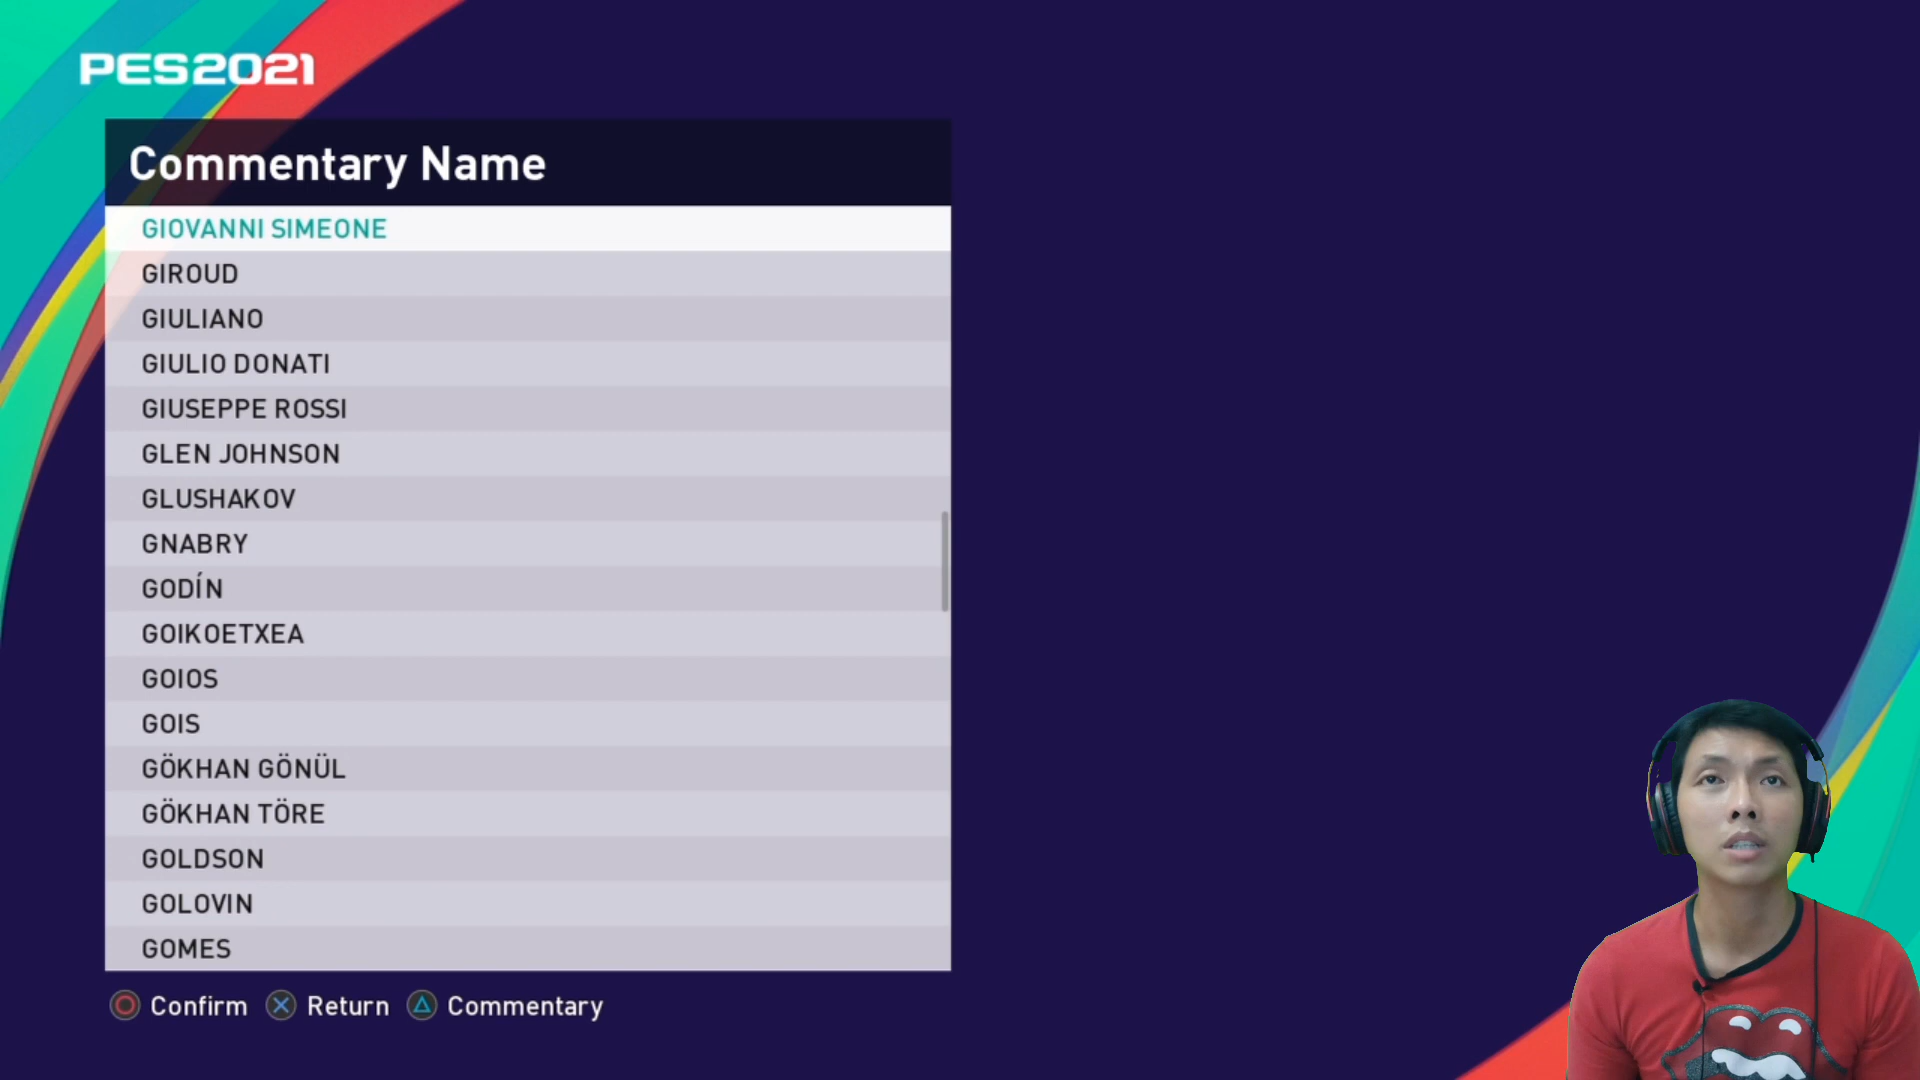 PES2021
Commentary Name
GIOVANNI SIMEONE
GIROUD
GIULIANO
GIULIO DONATI
GIUSEPPE ROSSI
GLEN JOHNSON
GLUSHAKOV
GNABRY
GODÍN
GOIKOETXEA
GOIOS
GOIS
GÖKHAN GÖNÜL
GÖKHAN TÖRE
GOLDSON
GOLOVIN
GOMES
Confirm Return Commentary